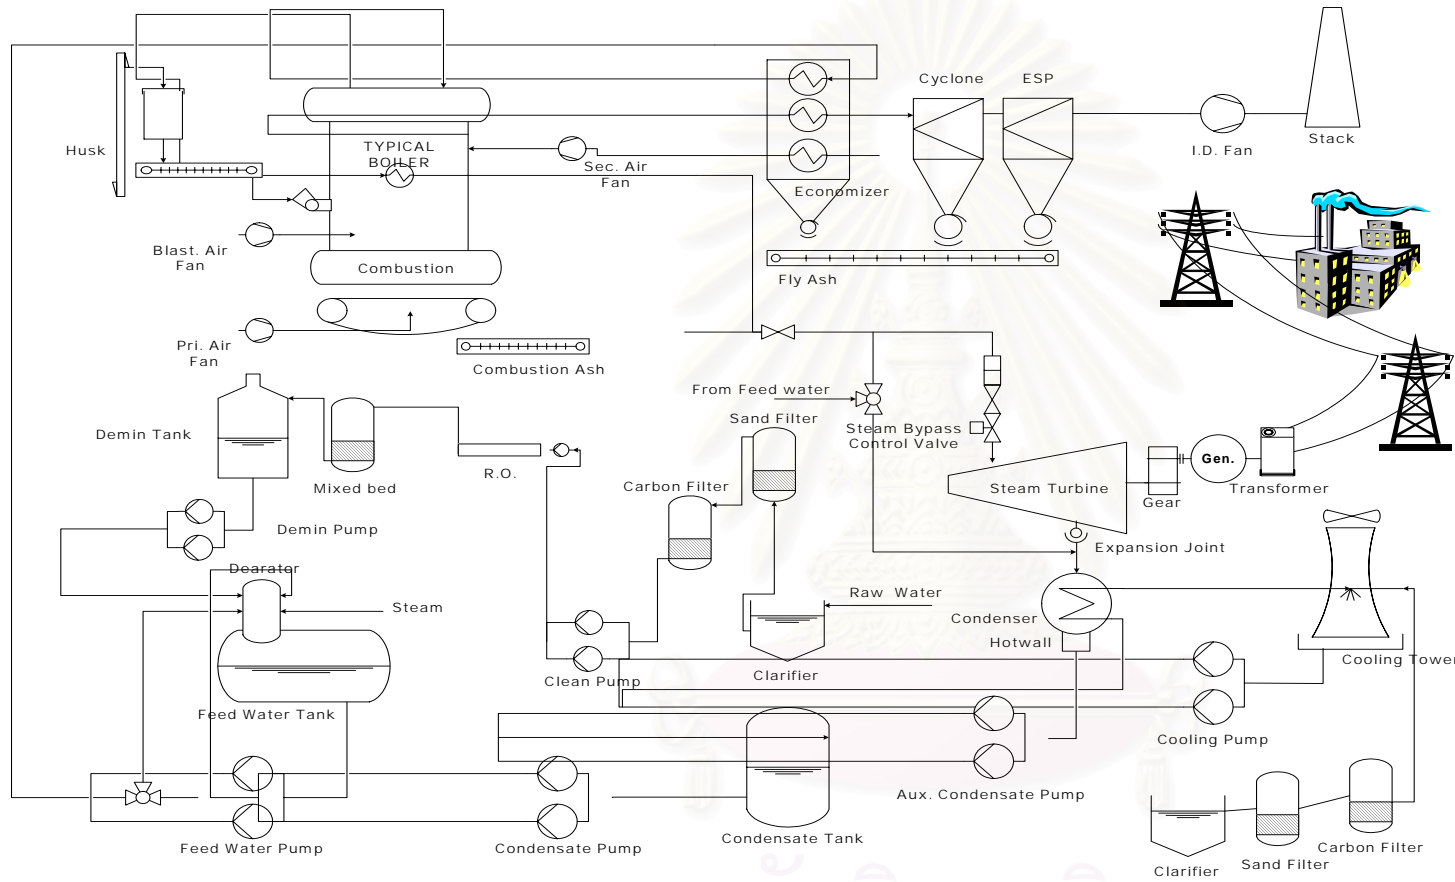 Cyclone
ESP
Stack
I.D. Fan
Husk
TYPICAL
BOILER
Sec. Air
Fan
Economizer
Blast. Air
Fan
Combustion
Fly Ash
Pri. Air
Fan
Combustion Ash
From Feed water
Sand Filter
Steam Bypass
Control Valve
Demin Tank
Mixed bed
R.O.
Carbon Filter
Steam Turbine
Gen.
Gear
Transformer
Demin Pump
Expansion Joint
Dearator
Steam
Raw Water
Condenser
Hotwall
Clean Pump
Clarifier
Cooling Tower
Feed Water Tank
Cooling Pump
Aux. Condensate Pump
Feed Water Pump
Condensate Pump
Condensate Tank
Carbon Filter
Sand Filter
Clarifier